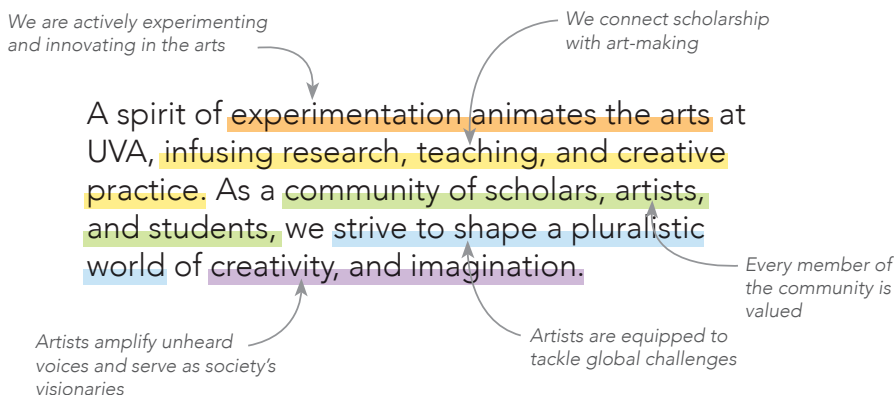 We are actively experimenting
and innovating in the arts
We connect scholarship
with art-making
A spirit of experimentation animates the arts at
UVA, infusing research, teaching, and creative
practice. As a community of scholars, artists,
and students, we strive to shape a pluralistic
world of creativity, and imagination.
Every member of
the community is
valued
Artists amplify unheard
voices and serve as society’s
visionaries
Artists are equipped to
tackle global challenges